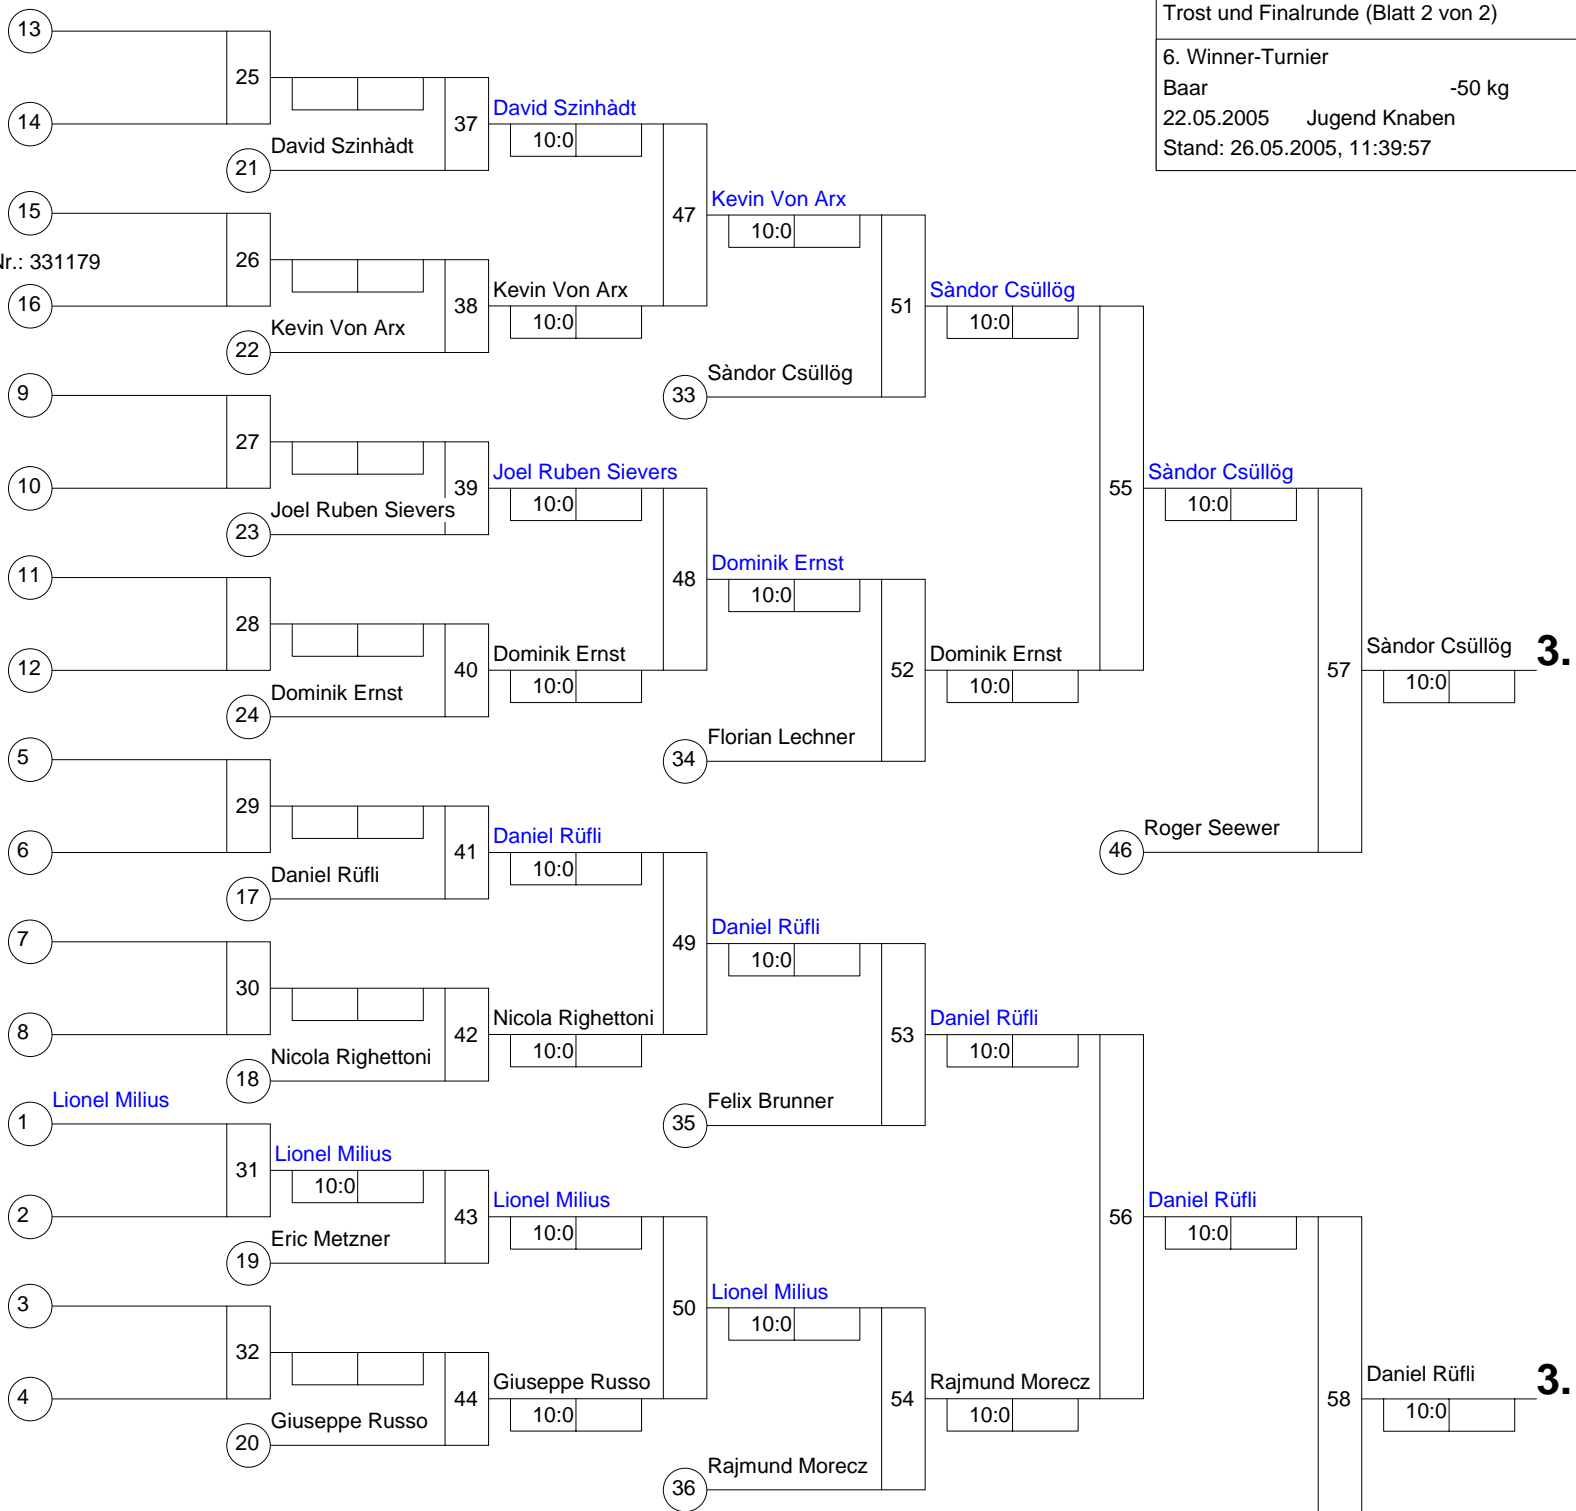 Trost und Finalrunde (Blatt 2 von 2)
6. Winner-Turnier
Baar -50 kg
22.05.2005 Jugend Knaben
Stand: 26.05.2005, 11:39:57
13
25
14
David Szinhàdt
21
37
David Szinhàdt
10:0
15
26
Nr.: 331179
16
Kevin Von Arx
22
38
Kevin Von Arx
10:0
47
Kevin Von Arx
10:0
Sàndor Csüllög
33
51
Sàndor Csüllög
10:0
9
27
10
Joel Ruben Sievers
23
39
Joel Ruben Sievers
10:0
11
28
12
Dominik Ernst
24
40
Dominik Ernst
10:0
48
Dominik Ernst
10:0
Florian Lechner
34
52
Dominik Ernst
10:0
55
Sàndor Csüllög
10:0
Roger Seewer
46
57
Sàndor Csüllög 3.
10:0
5
29
6
Daniel Rüfli
17
41
Daniel Rüfli
10:0
7
30
8
Nicola Righettoni
18
42
Nicola Righettoni
10:0
49
Daniel Rüfli
10:0
Felix Brunner
35
53
Daniel Rüfli
10:0
Lionel Milius
1
31
2
Lionel Milius
10:0
Eric Metzner
19
43
Lionel Milius
10:0
3
32
4
Giuseppe Russo
20
44
Giuseppe Russo
10:0
50
Lionel Milius
10:0
Rajmund Morecz
36
54
Rajmund Morecz
10:0
56
Daniel Rüfli
10:0
58
Daniel Rüfli 3.
10:0